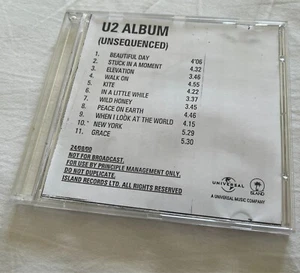 U2 ALBUM
(UNSEQUENCED)
1. BEAUTIFUL DAY 4'06
2. STUCK IN A MOMENT 4.32
3. ELEVATION 3.46
4. WALK ON 4.55
5. KITE 4.22
6. IN A LITTLE WHILE 3.37
7. WILD HONEY 3.45
8. PEACE ON EARTH 4.46
9. WHEN I LOOK AT THE WORLD 4.15
10. NEW YORK 5.29
11. GRACE 5.30
24/08/00
NOT FOR BROADCAST.
FOR USE BY PRINCIPLE MANAGEMENT ONLY.
DO NOT DUPLICATE.
ISLAND RECORDS LTD. ALL RIGHTS RESERVED
UNIVERSAL
ISLAND
A UNIVERSAL MUSIC COMPANY